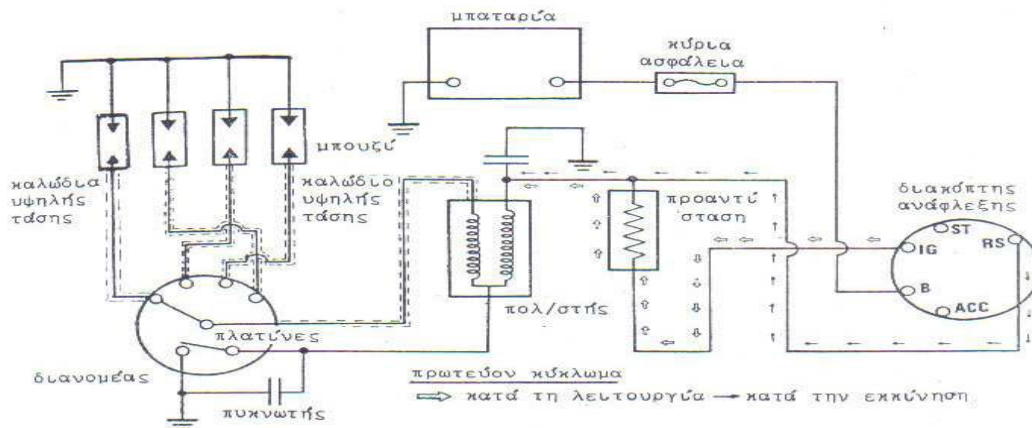 μπαταρία
κύρια
ασφάλεια
μπουζί
καλώδια
υψηλής
τάσης
καλώδιο
υψηλής
τάσης
προαντί
σταση
διακόπτης
ανάφλεξης
ST
RS
IG
B
ACC
πολ/στής
πλατίνες
διανομέας
πυκνωτής
πρωτεύον κύκλωμα
κατά τη λειτουργία κατά την εκκίνηση